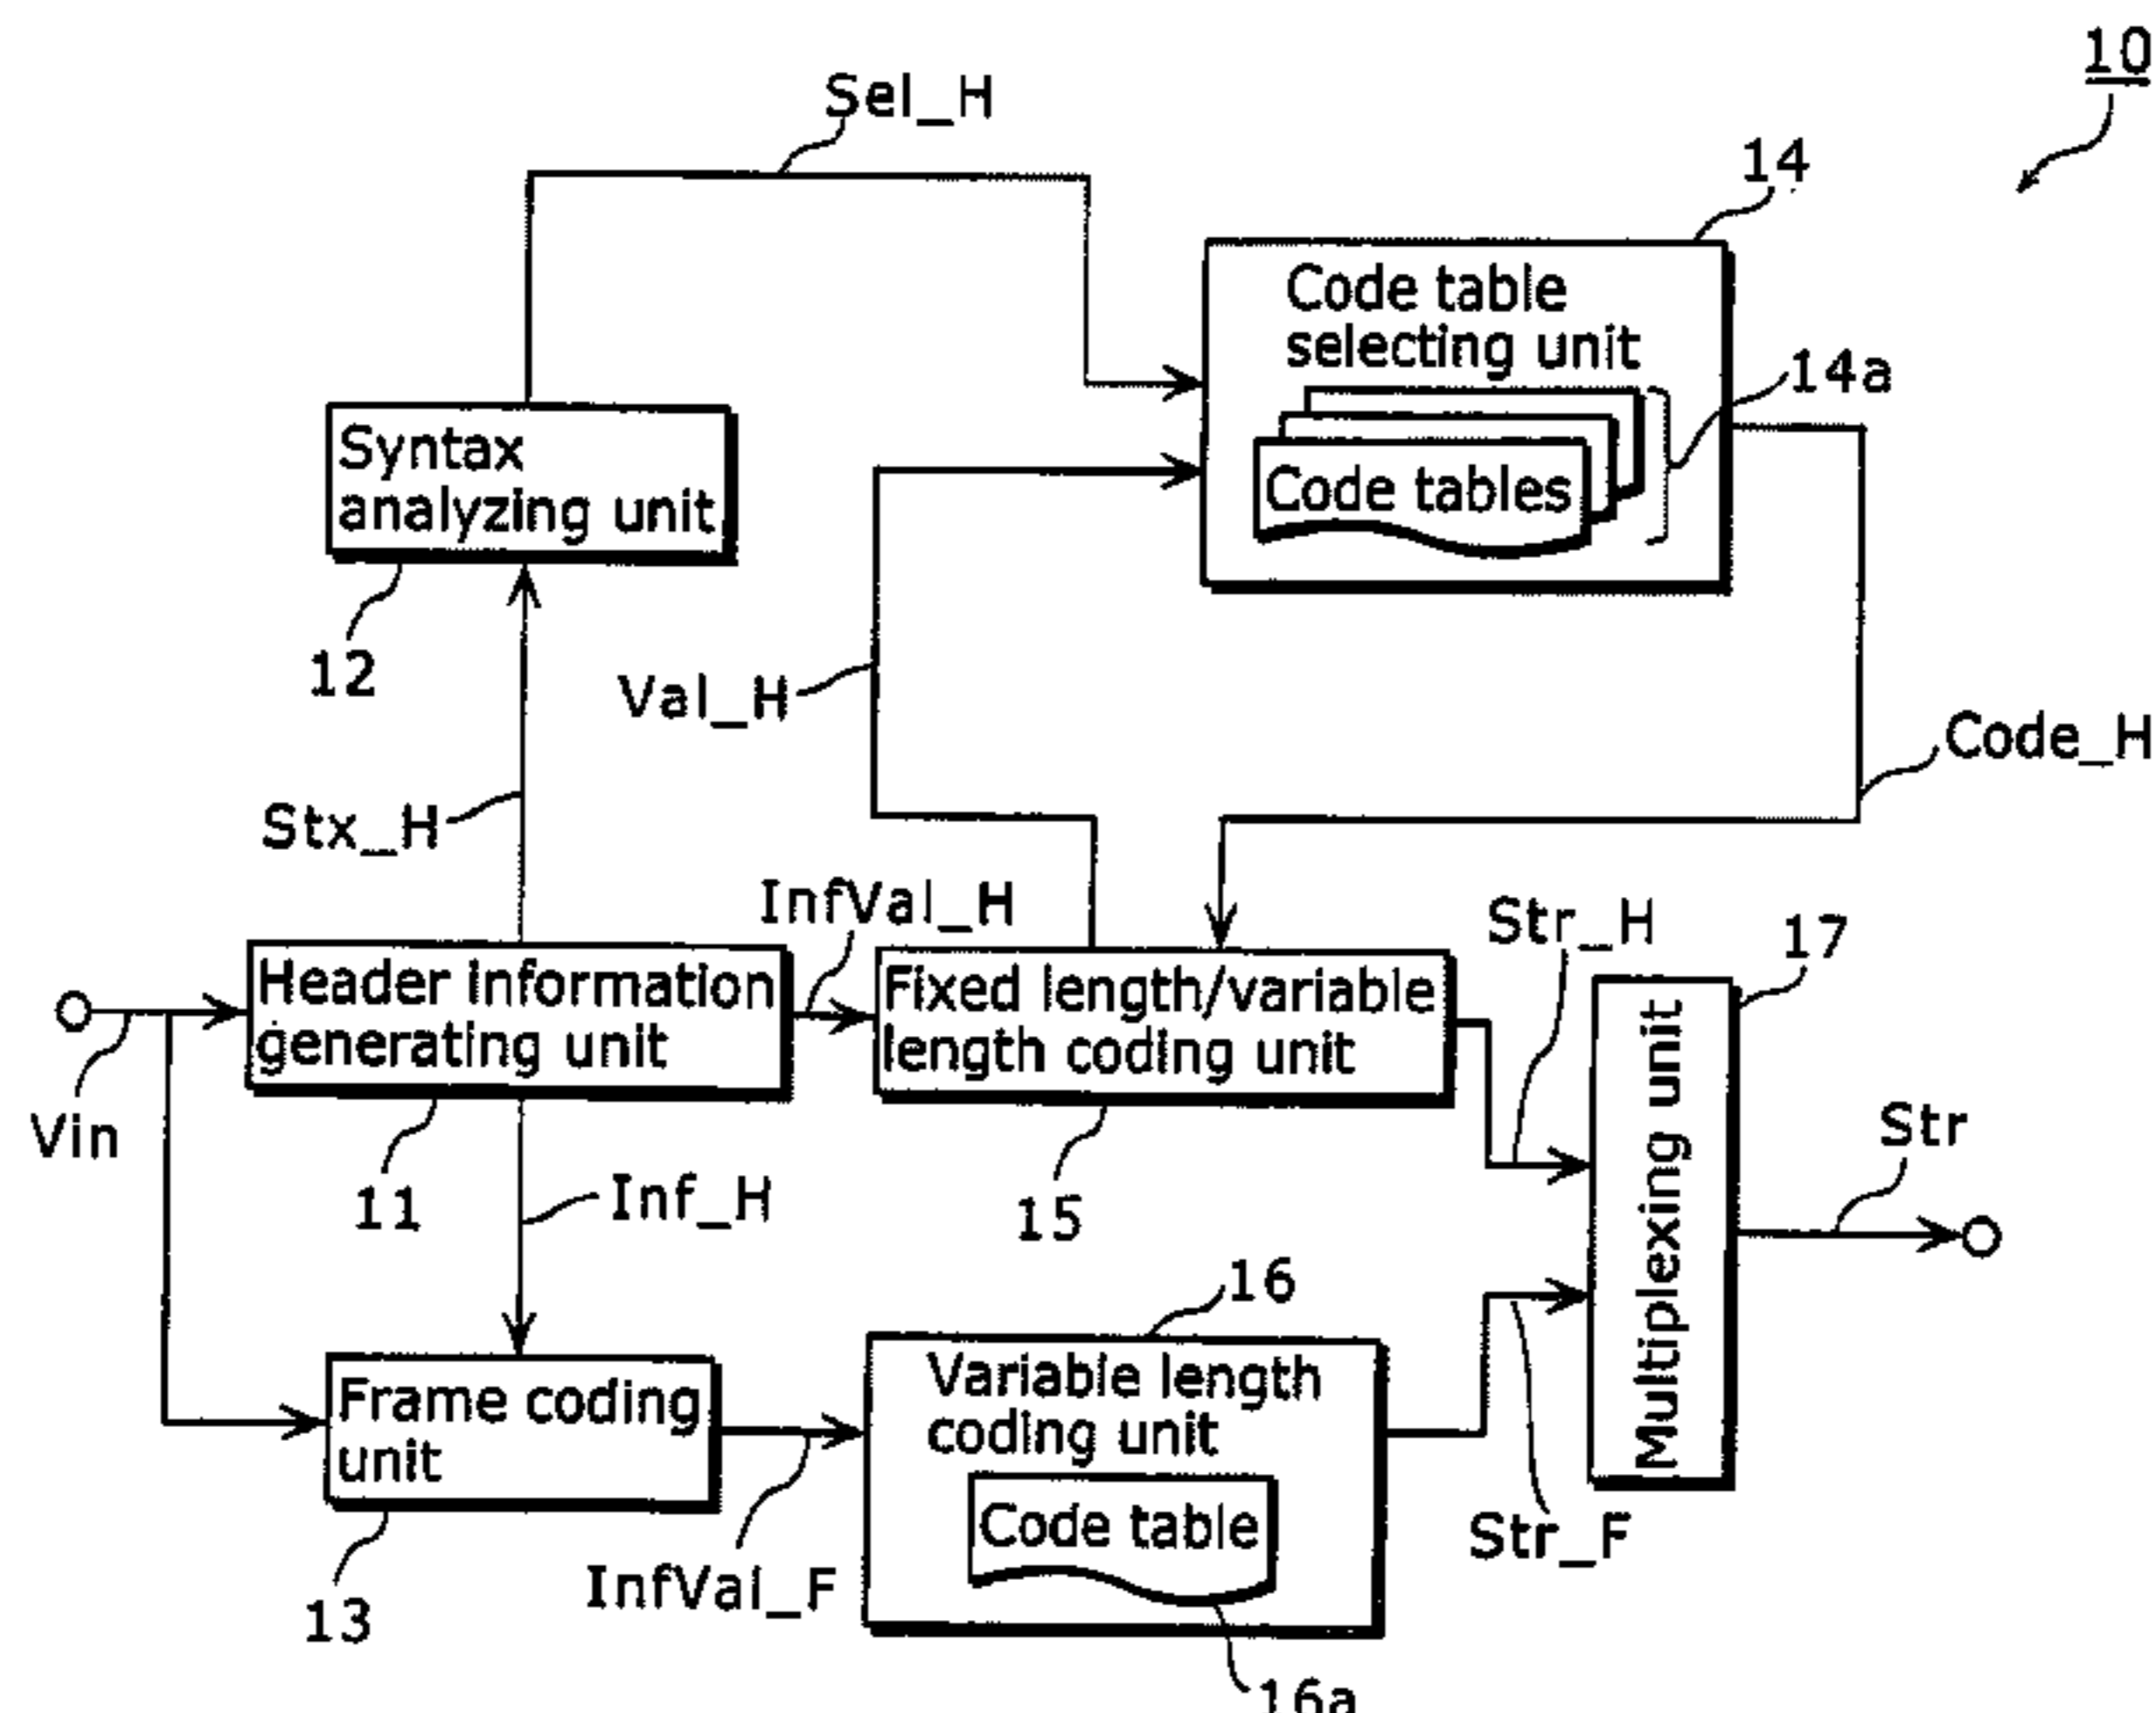 10
Sel_H
14
Code table
selecting unit
14a
Code tables
Syntax
analyzing unit
12
Val_H
Code_H
Stx_H
InfVal_H
Str_H
17
Header information
generating unit
Fixed length/variable
length coding unit
Multiplexing unit
Vin
11
Inf_H
15
Str
16
Frame coding
unit
Variable length
coding unit
Code table
Str_F
InfVal_F
13
16a